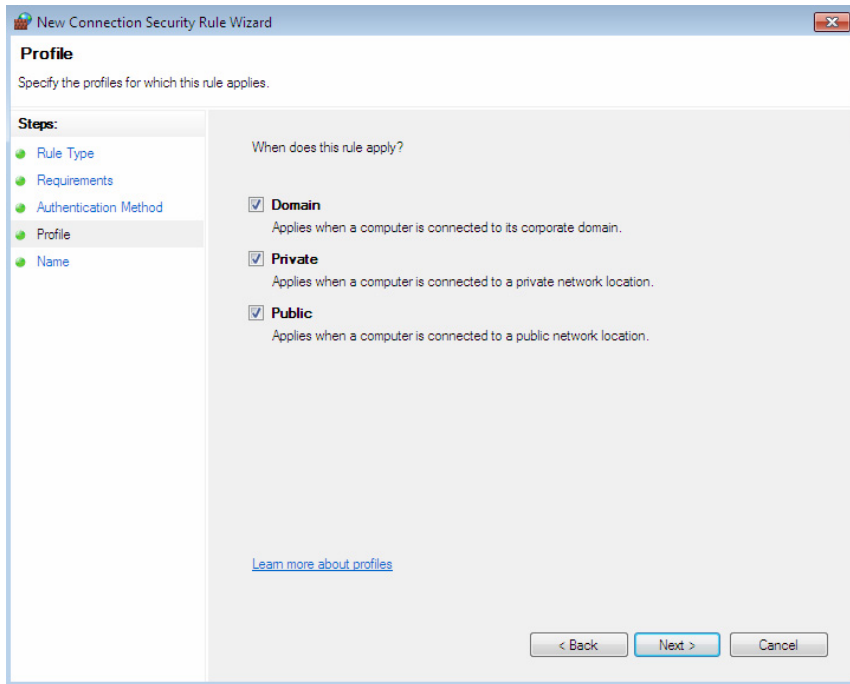 New Connection Security Rule Wizard
Profile
Specify the profiles for which this rule applies.
Steps:
Rule Type
Requirements
Authentication Method
Profile
Name
When does this rule apply?
Domain
Applies when a computer is connected to its corporate domain.
Private
Applies when a computer is connected to a private network location.
Public
Applies when a computer is connected to a public network location.
Learn more about profiles
< Back
Next >
Cancel